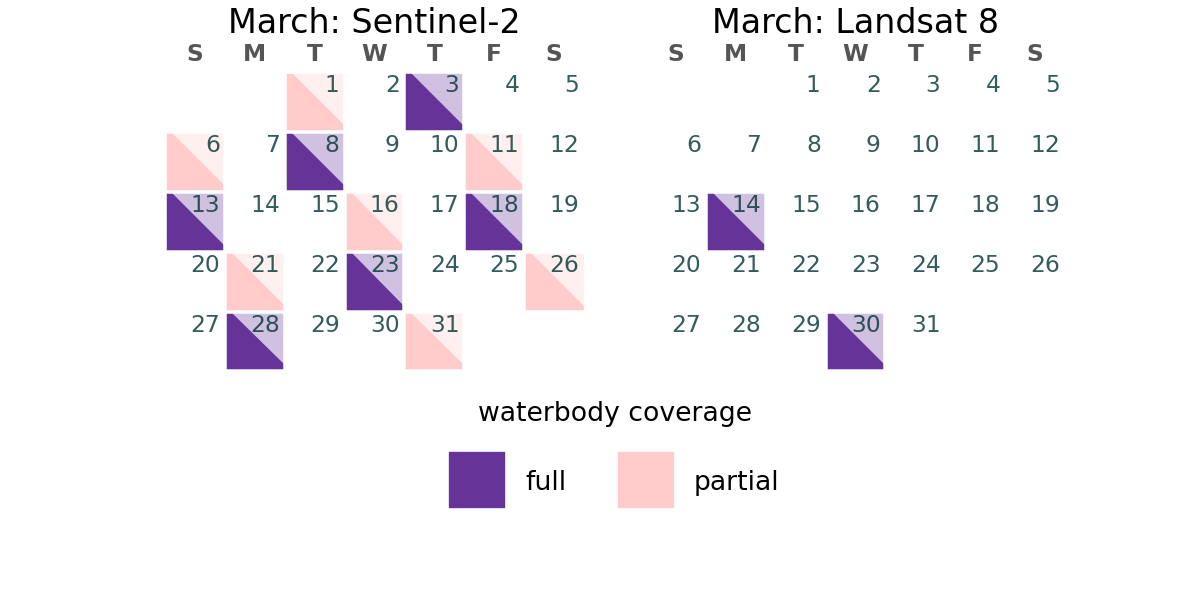 March: Sentinel-2
S M T W T F S
1 2 3 4 5
6 7 8 9 10 11 12
13 14 15 16 17 18 19
20 21 22 23 24 25 26
27 28 29 30 31
March: Landsat 8
S M T W T F S
1 2 3 4 5
6 7 8 9 10 11 12
13 14 15 16 17 18 19
20 21 22 23 24 25 26
27 28 29 30 31
waterbody coverage
full partial